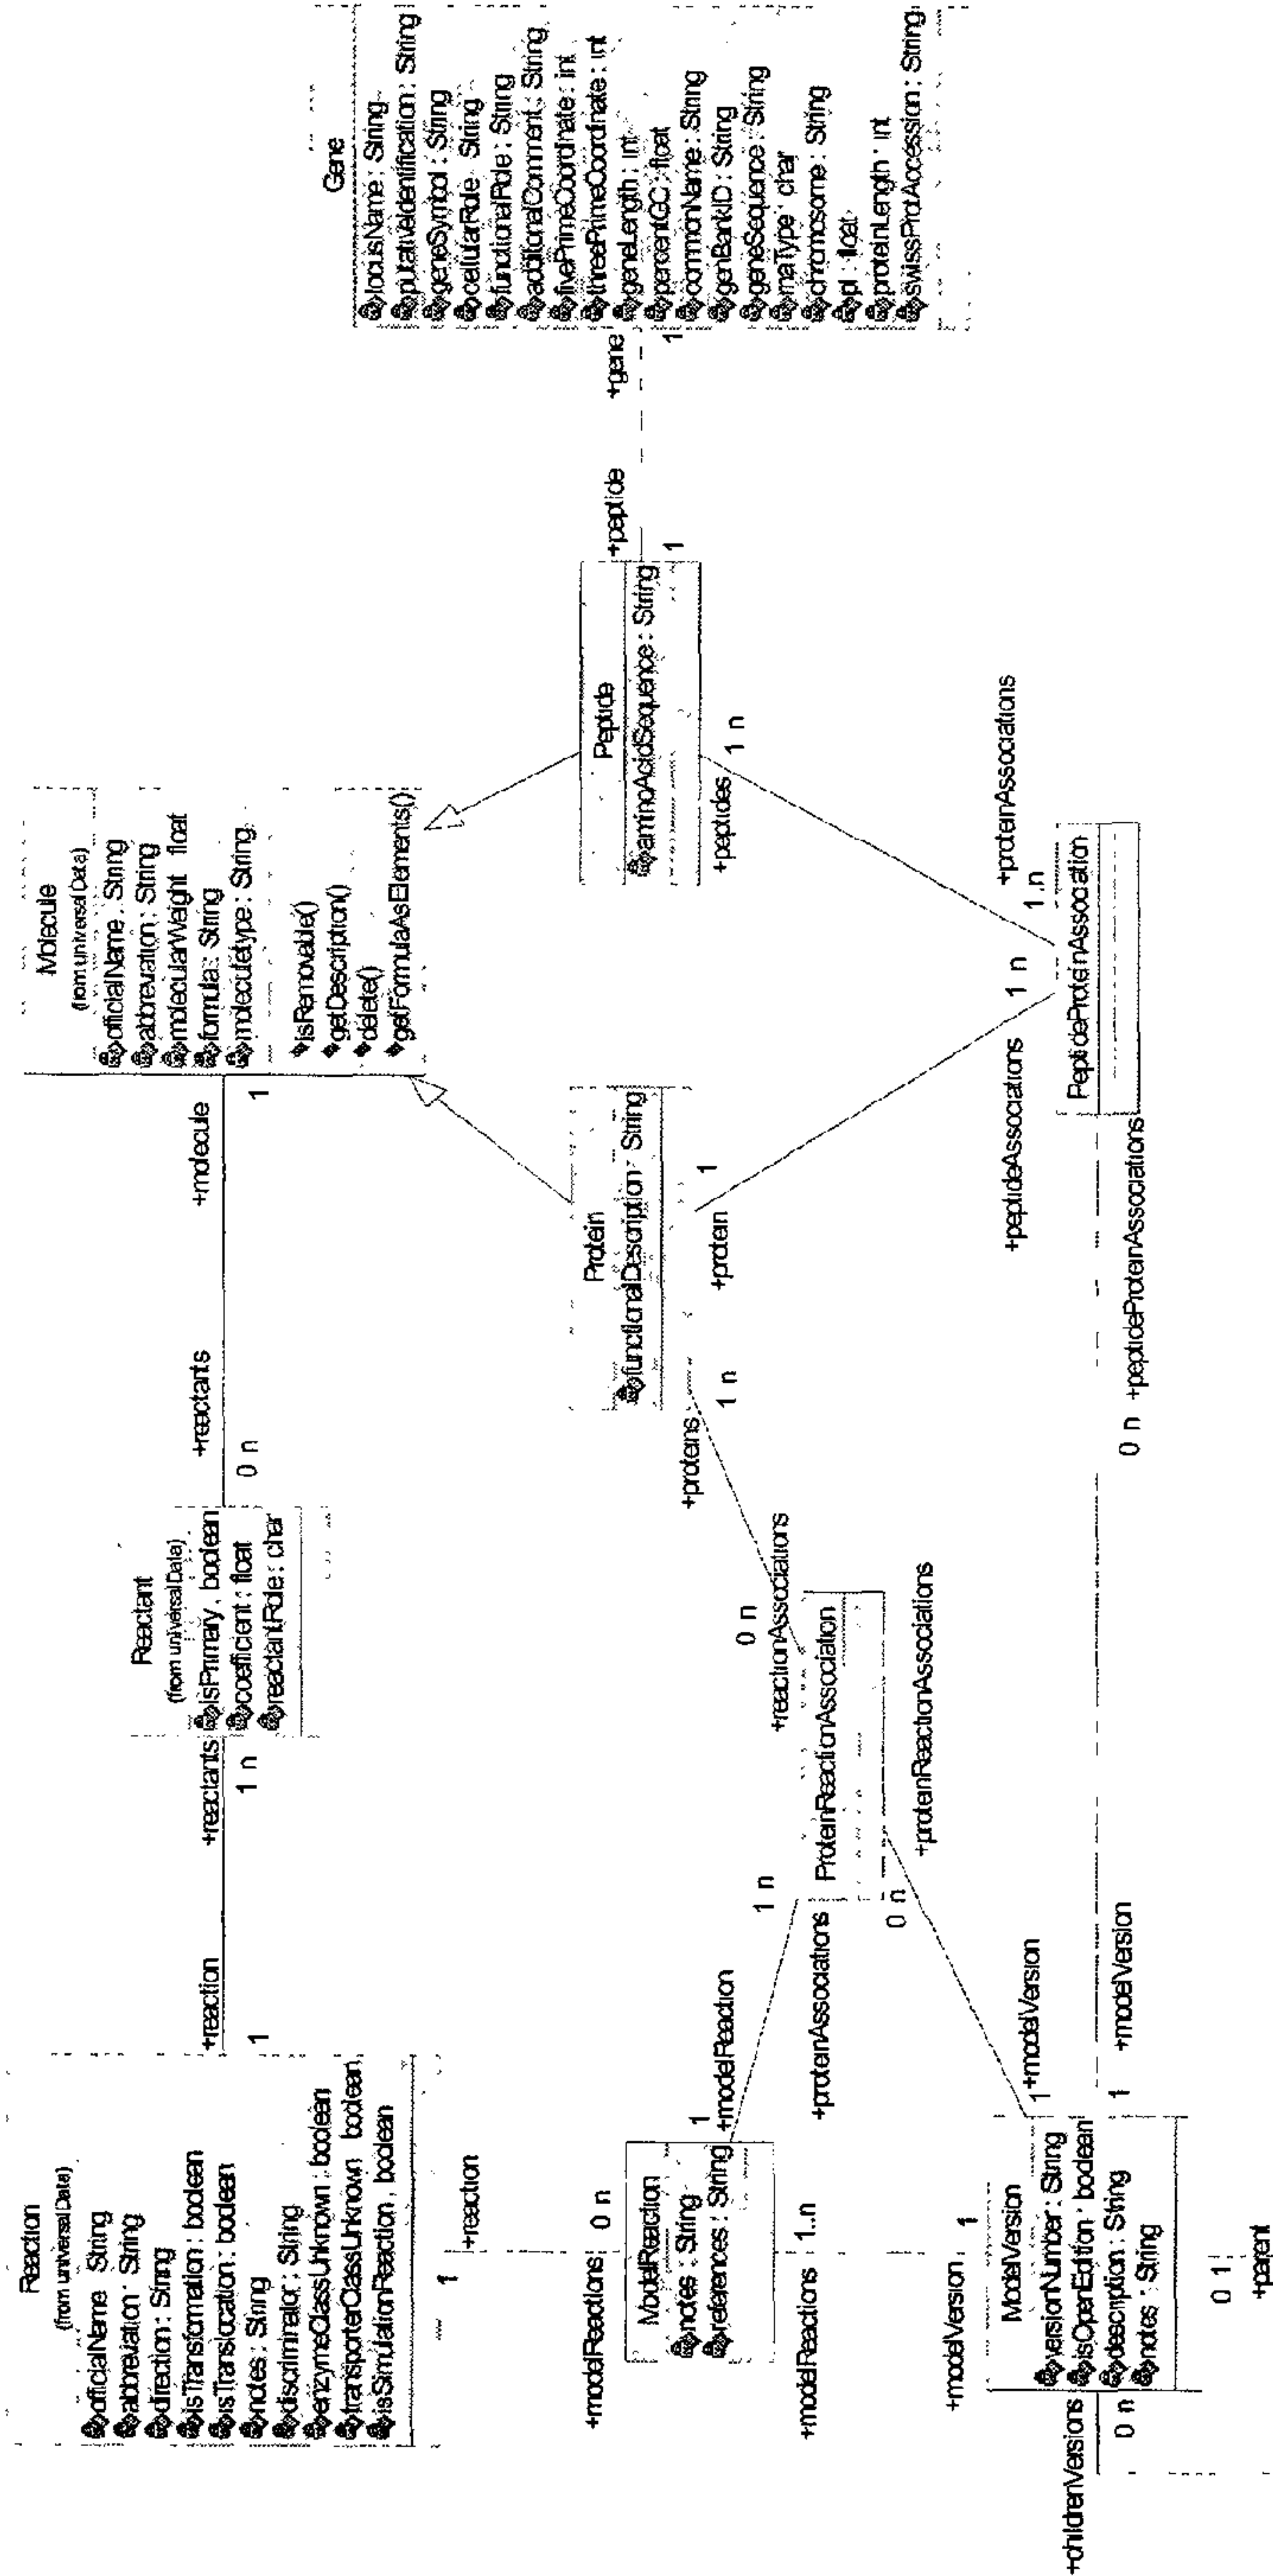 Reaction
(from universalData)
officialName String
abbreviation String
direction : String
isTransformation : boolean
isTranslocation : boolean
notes : String
discriminator : String
enzymeClassUnknown : boolean
transporterClassUnknown boolean
isSimulationReaction , boolean
+reaction
1
+reactants
1 n
Reactant
(from universalData)
isPrimary , boolean
coefficient : float
reactantRole : char
+reactants
0 n
+molecule
1
Molecule
(from universalData)
officialName . String
abbreviation : String
molecularWeight float
formula : String
moleculetype : String
isRemovable()
getDescription()
delete()
getFormulaAsElements()
1
+reaction
+modelReactions
0 n
ModelReaction
notes : String
references : String
1
+modelReaction
1 n
+proteinAssociations
+modelReactions
1..n
+modelVersion
1
ProteinReactionAssociation
0 n
+reactionAssociations
+proteins
1 n
0 n
+proteinReactionAssociations
Protein
functionalDescription : String
+protein
1
Peptide
aminoAcidSequence : String
+peptide
1
+gene
1
+peptides
1 n
Gene
locusName : String
putativeIdentification : String
geneSymbol : String
cellularRole String
functionalRole : String
additionalComment : String
fivePrimeCoordinate : int
threePrimeCoordinate : int
geneLength : int
percentGC : float
commonName : String
genBankID : String
geneSequence : String
rnaType ' char
chromosome : String
pI : float
proteinLength ' int
swissProtAccession : String
+peptideAssociations
1 n
1..n
+proteinAssociations
PeptideProteinAssociation
0 n +peptideProteinAssociations
1
+modelVersion
1
+modelVersion
ModelVersion
versionNumber : String
isOpenEdition ' boolean
description : String
notes : String
+childrenVersions
0 n
0 1
+parent